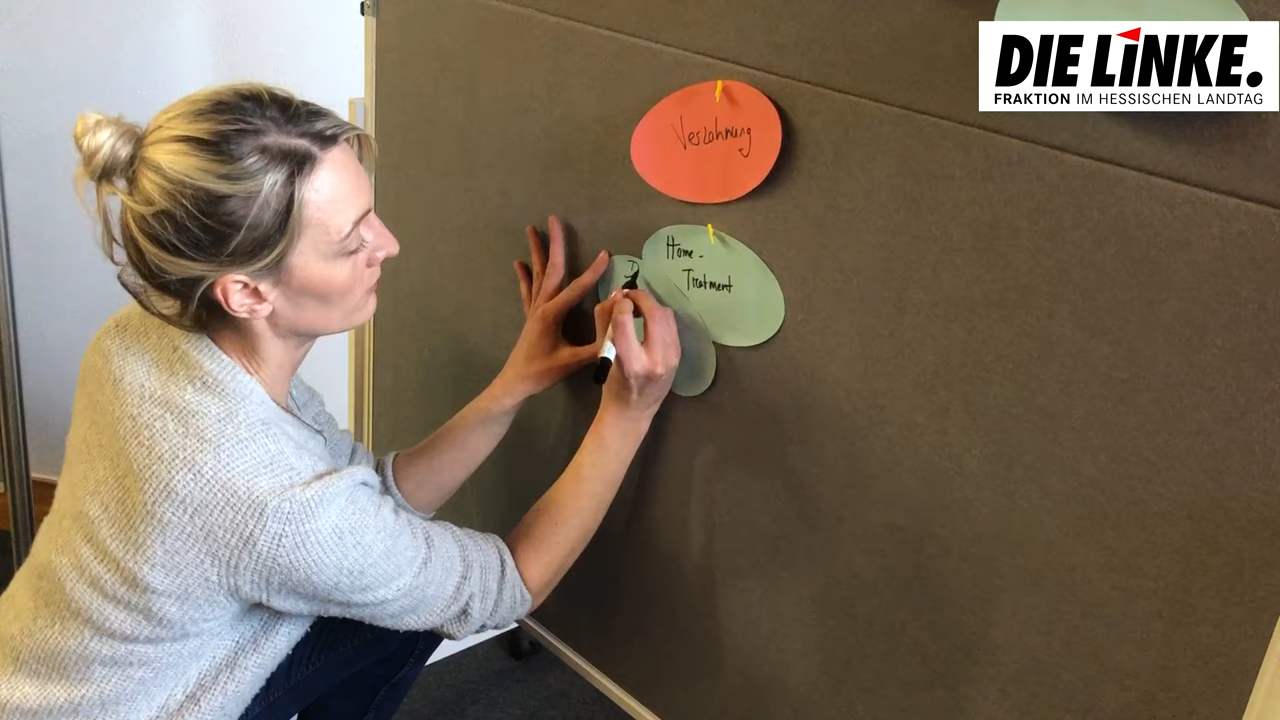 DIE LINKE.
FRAKTION IM HESSISCHEN LANDTAG
Verzahnung
Home-
Treatment
D